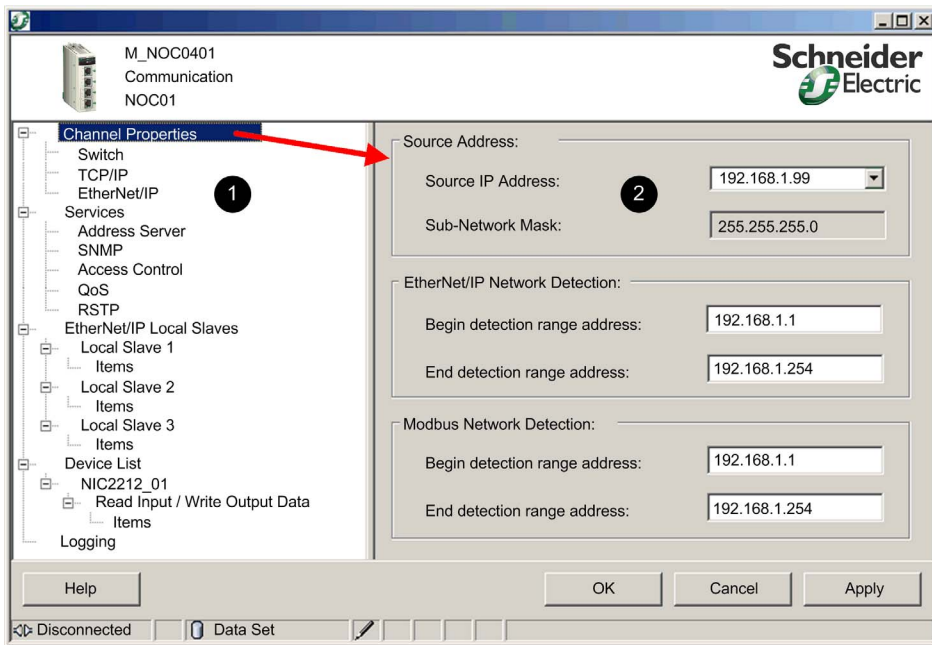 M_NOC0401
Communication
NOC01
Schneider
Electric
Channel Properties
Switch
TCP/IP
EtherNet/IP
Services
Address Server
SNMP
Access Control
QoS
RSTP
EtherNet/IP Local Slaves
Local Slave 1
Items
Local Slave 2
Items
Local Slave 3
Items
Device List
NIC2212_01
Read Input / Write Output Data
Items
Logging
1
Source Address:
Source IP Address:
2
192.168.1.99
Sub-Network Mask:
255.255.255.0
EtherNet/IP Network Detection:
Begin detection range address:
192.168.1.1
End detection range address:
192.168.1.254
Modbus Network Detection:
Begin detection range address:
192.168.1.1
End detection range address:
192.168.1.254
Help
OK
Cancel
Apply
Disconnected
Data Set